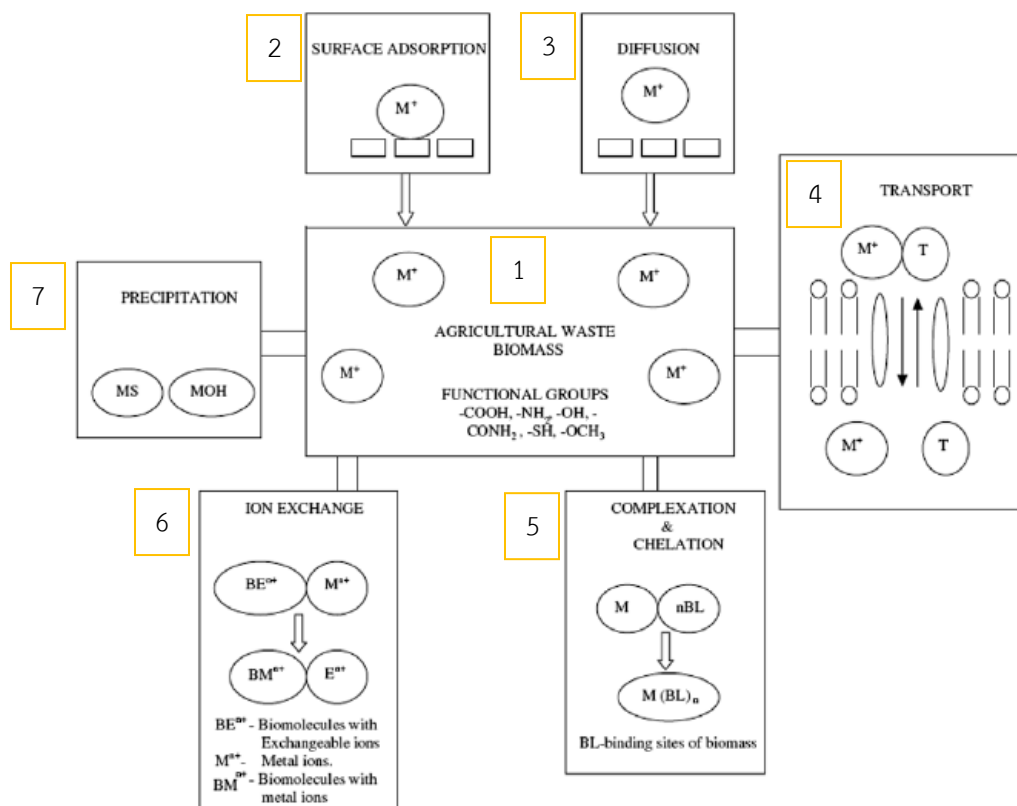 1
M⁺
M⁺
AGRICULTURAL WASTE
BIOMASS
M⁺
M⁺
FUNCTIONAL GROUPS
-COOH, -NH₂, -OH, -
CONH₂, -SH, -OCH₃
2
SURFACE ADSORPTION
M⁺
3
DIFFUSION
M⁺
4
TRANSPORT
M⁺ T
M⁺ T
5
COMPLEXATION
&
CHELATION
M nBL
M (BL)ₙ
BL-binding sites of biomass
6
ION EXCHANGE
BEⁿ⁺ Mⁿ⁺
BMⁿ⁺ Eⁿ⁺
BEⁿ⁺ - Biomolecules with
Exchangeable ions
Mⁿ⁺- Metal ions.
BMⁿ⁺ - Biomolecules with
metal ions
7
PRECIPITATION
MS MOH